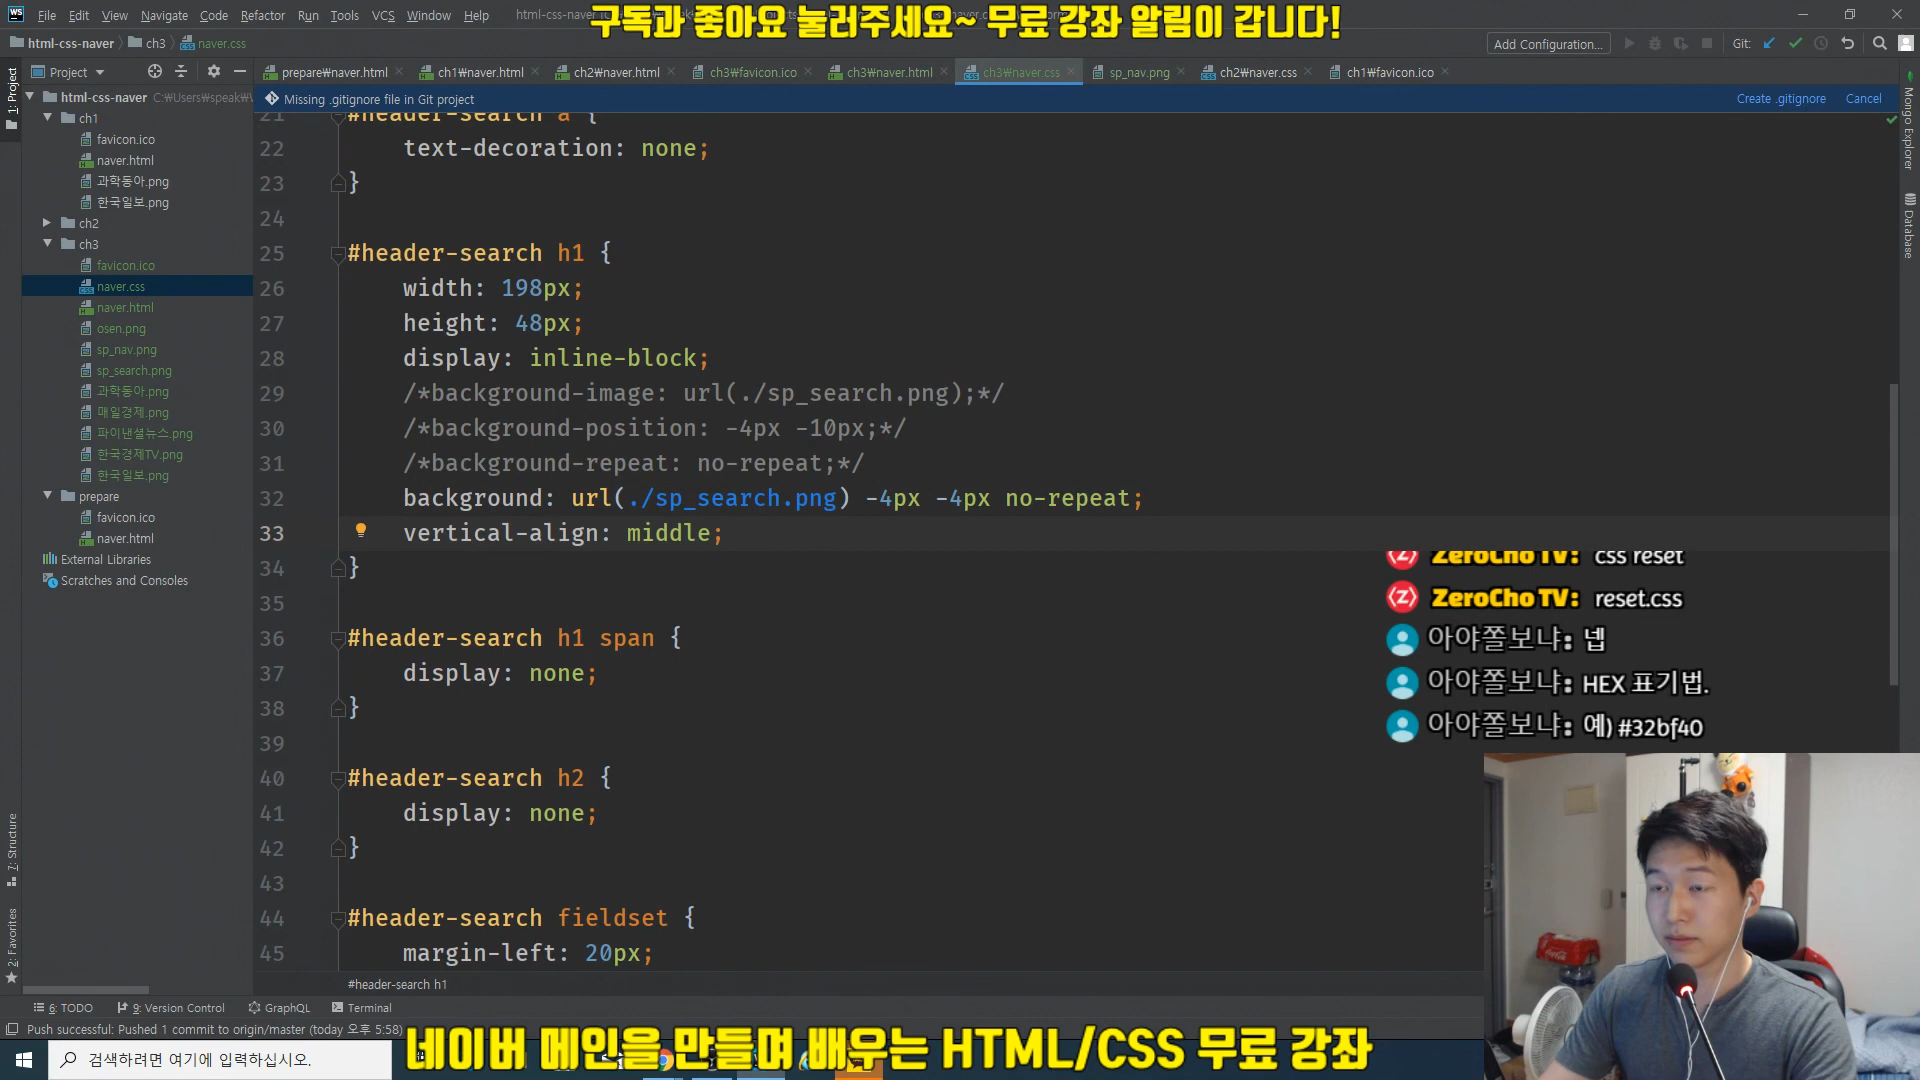 File Edit View Navigate Code Refactor Run Tools VCS Window Help
구독과 좋아요 눌러주세요~ 무료 강좌 알림이 갑니다!
html-css-naver ch3 naver.css
Add Configuration...
Git:
Project
prepare₩naver.html
ch1₩naver.html
ch2₩naver.html
ch3₩favicon.ico
ch3₩naver.html
ch3₩naver.css
sp_nav.png
ch2₩naver.css
ch1₩favicon.ico
Missing .gitignore file in Git project
Create .gitignore Cancel
html-css-naver C:₩Users₩speak₩
ch1
favicon.ico
naver.html
과학동아.png
한국일보.png
ch2
ch3
favicon.ico
naver.css
naver.html
osen.png
sp_nav.png
sp_search.png
과학동아.png
매일경제.png
파이낸셜뉴스.png
한국경제TV.png
한국일보.png
prepare
favicon.ico
naver.html
External Libraries
Scratches and Consoles
1: Project
7: Structure
2: Favorites
Mongo Explorer
Database
21 #header-search a {
22 text-decoration: none;
23 }
24
25 #header-search h1 {
26 width: 198px;
27 height: 48px;
28 display: inline-block;
29 /*background-image: url(./sp_search.png);*/
30 /*background-position: -4px -10px;*/
31 /*background-repeat: no-repeat;*/
32 background: url(./sp_search.png) -4px -4px no-repeat;
33 vertical-align: middle;
34 }
35
36 #header-search h1 span {
37 display: none;
38 }
39
40 #header-search h2 {
41 display: none;
42 }
43
44 #header-search fieldset {
45 margin-left: 20px;
#header-search h1
ZeroCho TV: css reset
ZeroCho TV: reset.css
아야쫄보냐: 넵
아야쫄보냐: HEX 표기법.
아야쫄보냐: 예) #32bf40
6: TODO 9: Version Control GraphQL Terminal
Push successful: Pushed 1 commit to origin/master (today 오후 5:58)
네이버 메인을 만들며 배우는 HTML/CSS 무료 강좌
검색하려면 여기에 입력하십시오.